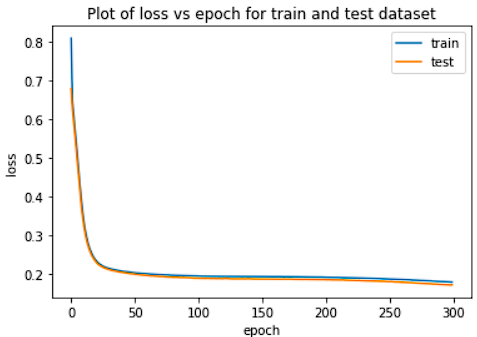 Plot of loss vs epoch for train and test dataset
train
test
0.8
0.7
0.6
0.5
0.4
0.3
0.2
loss
0 50 100 150 200 250 300
epoch